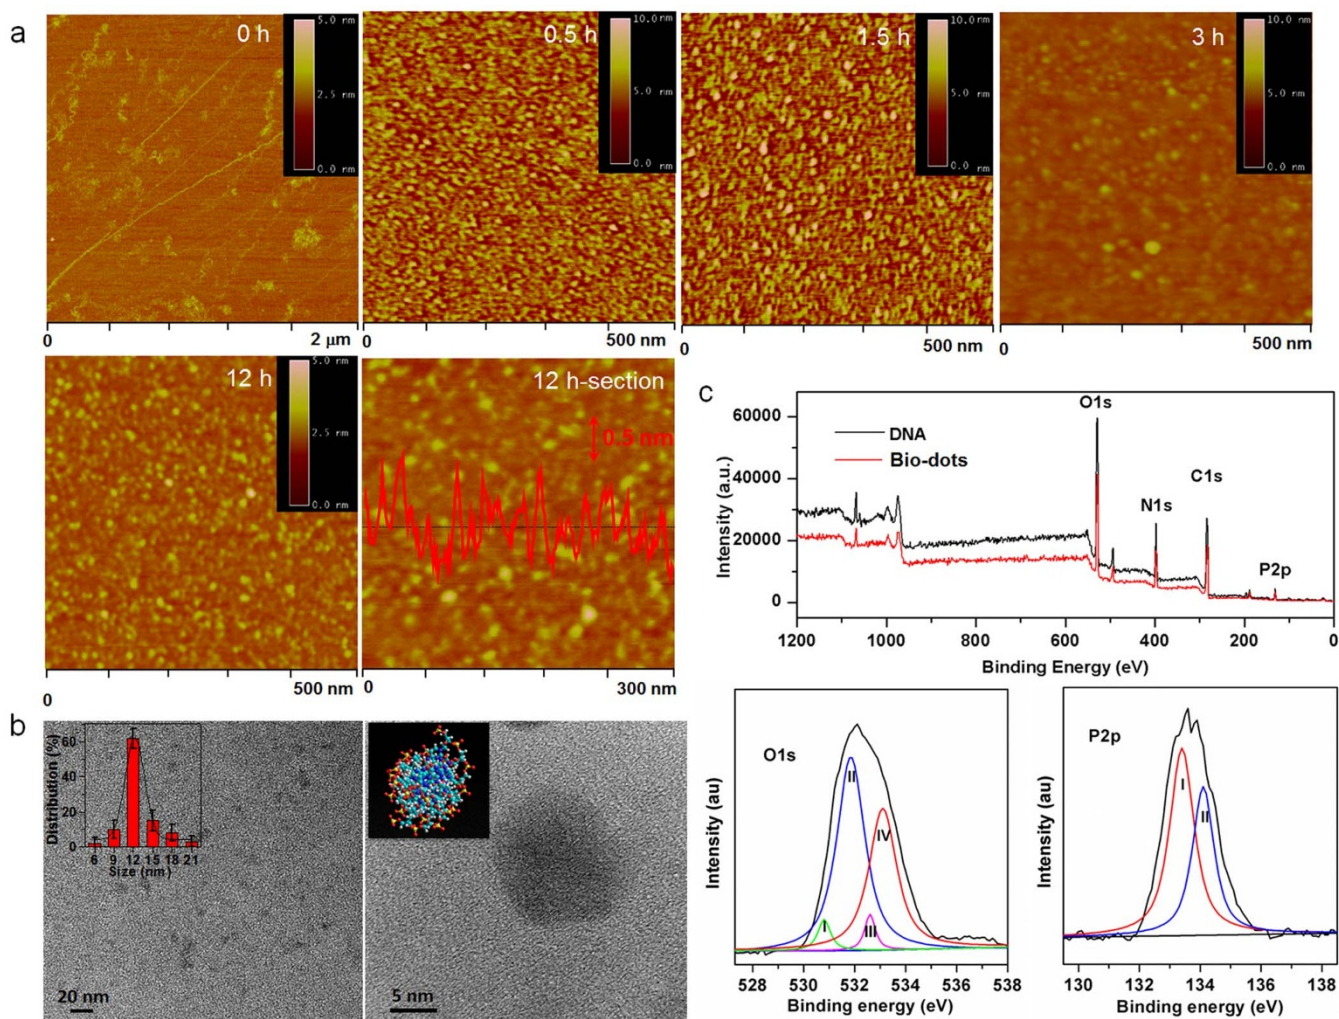 a
0 h
5.0 nm
2.5 nm
0.0 nm
0
2 μm
0.5 h
10.0 nm
5.0 nm
0.0 nm
0
500 nm
1.5 h
10.0 nm
5.0 nm
0.0 nm
0
500 nm
3 h
10.0 nm
5.0 nm
0.0 nm
0
500 nm
12 h
5.0 nm
2.5 nm
0.0 nm
0
500 nm
12 h-section
0.5 nm
0
300 nm
b
Distribution (%)
60
40
20
0
6 9 12 15 18 21
Size (nm)
20 nm
5 nm
c
Intensity (a.u.)
60000
40000
20000
0
DNA
Bio-dots
O1s
N1s
C1s
P2p
1200 1000 800 600 400 200 0
Binding Energy (eV)
O1s
Intensity (au)
I
II
III
IV
528 530 532 534 536 538
Binding energy (eV)
P2p
Intensity (au)
I
II
130 132 134 136 138
Binding energy (eV)